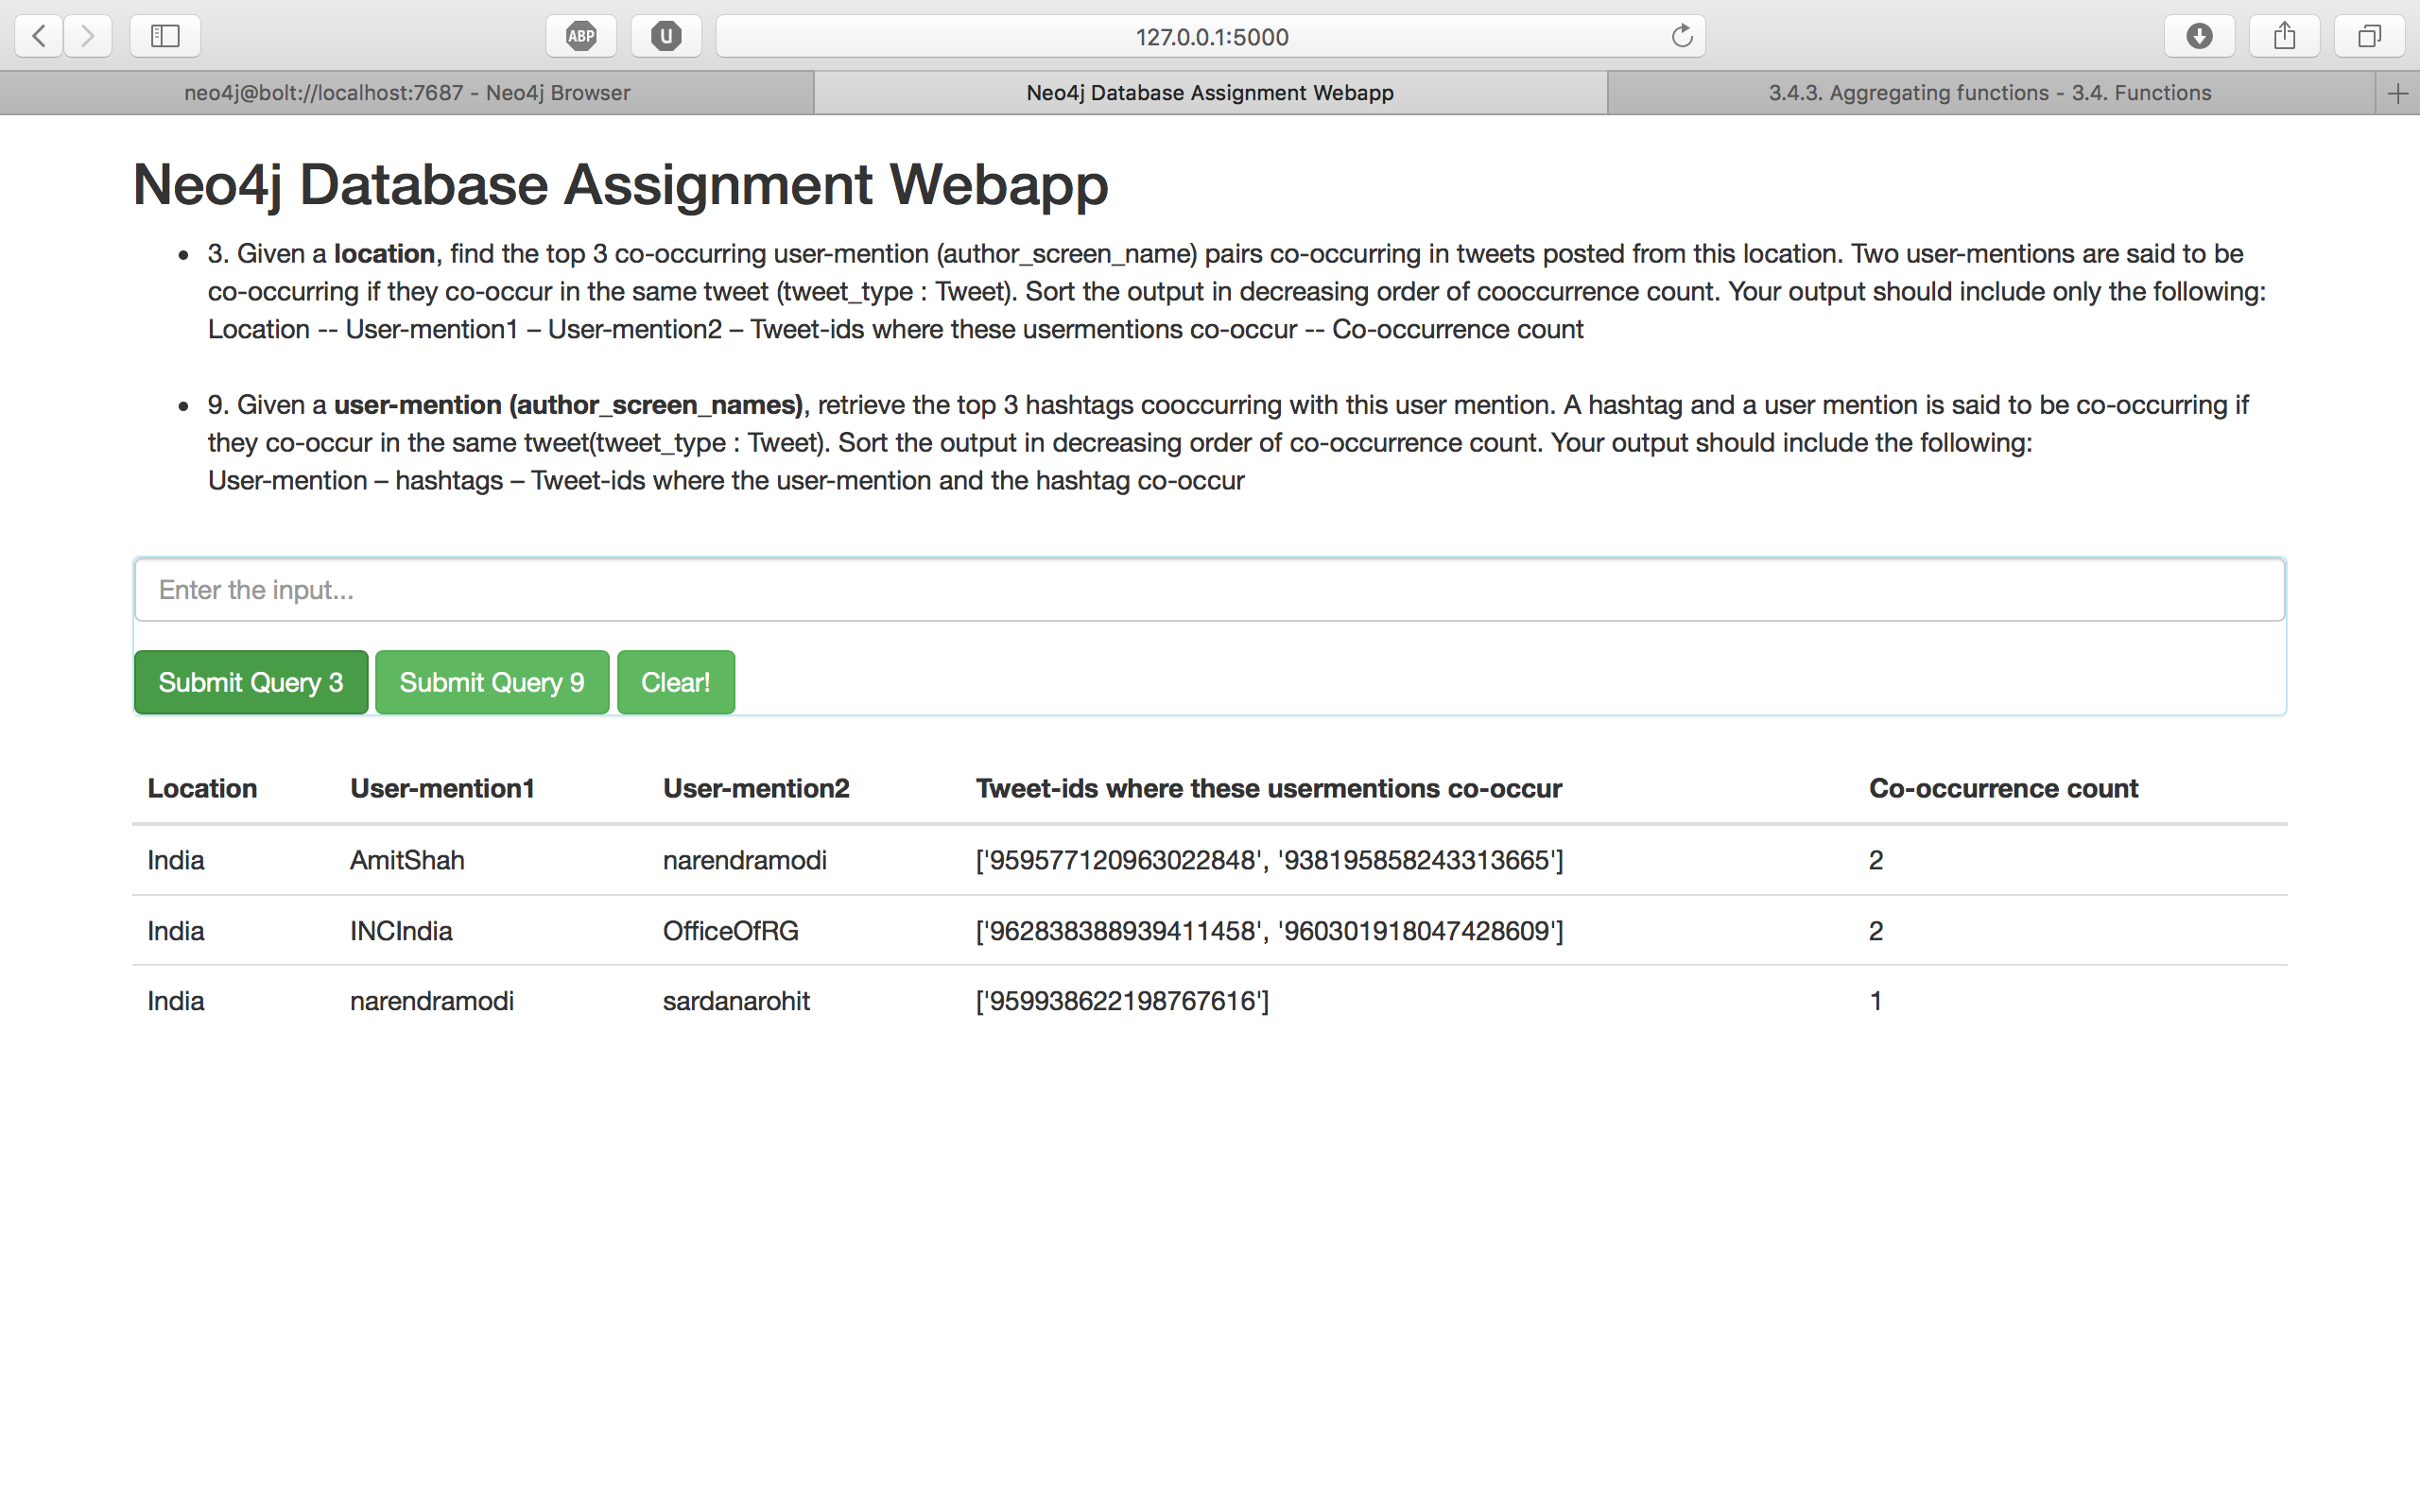 ABP
127.0.0.1:5000
neo4j@bolt://localhost:7687 - Neo4j Browser
Neo4j Database Assignment Webapp
3.4.3. Aggregating functions - 3.4. Functions
Neo4j Database Assignment Webapp
• 3. Given a location, find the top 3 co-occurring user-mention (author_screen_name) pairs co-occurring in tweets posted from this location. Two user-mentions are said to be
co-occurring if they co-occur in the same tweet (tweet_type : Tweet). Sort the output in decreasing order of cooccurrence count. Your output should include only the following:
Location -- User-mention1 – User-mention2 – Tweet-ids where these usermentions co-occur -- Co-occurrence count
• 9. Given a user-mention (author_screen_names), retrieve the top 3 hashtags cooccurring with this user mention. A hashtag and a user mention is said to be co-occurring if
they co-occur in the same tweet(tweet_type : Tweet). Sort the output in decreasing order of co-occurrence count. Your output should include the following:
User-mention – hashtags – Tweet-ids where the user-mention and the hashtag co-occur
Enter the input...
Submit Query 3 Submit Query 9 Clear!
Location User-mention1 User-mention2 Tweet-ids where these usermentions co-occur Co-occurrence count
India AmitShah narendramodi ['959577120963022848', '938195858243313665'] 2
India INCIndia OfficeOfRG ['962838388939411458', '960301918047428609'] 2
India narendramodi sardanarohit ['959938622198767616'] 1